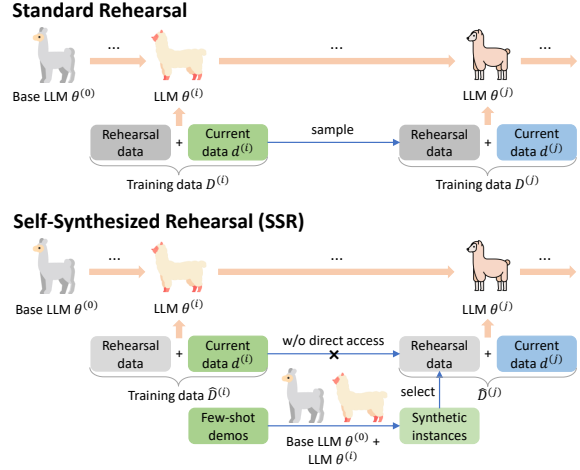 Standard Rehearsal
... ... ...
Base LLM θ^(0) LLM θ^(i) LLM θ^(j)
Rehearsal data + Current data d^(i) sample Rehearsal data + Current data d^(j)
Training data D^(i) Training data D^(j)
Self-Synthesized Rehearsal (SSR)
... ... ...
Base LLM θ^(0) LLM θ^(i) LLM θ^(j)
Rehearsal data + Current data d^(i) w/o direct access Rehearsal data + Current data d^(j)
Training data D̂^(i) select D̂^(j)
Few-shot demos Base LLM θ^(0) + LLM θ^(i) Synthetic instances